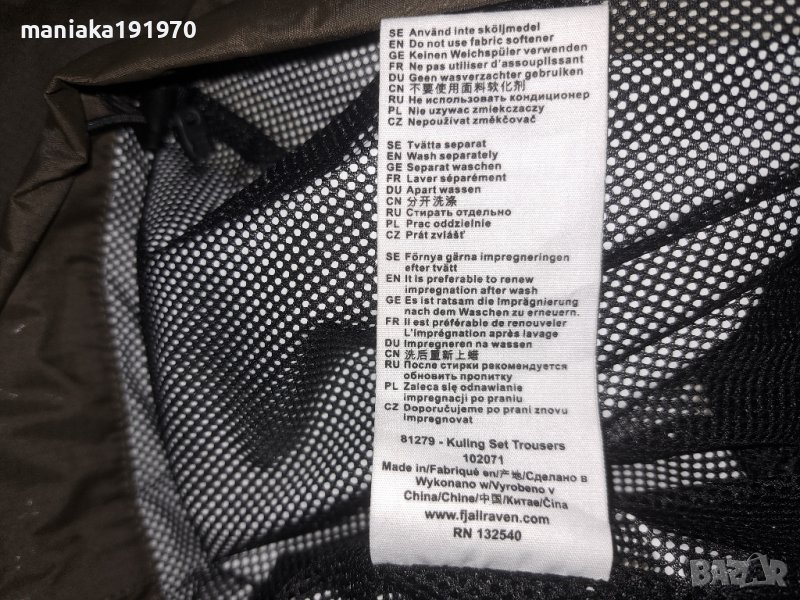 maniaka191970
SE Använd inte sköljmedel
EN Do not use fabric softener
GE Keinen Weichspüler verwenden
FR Ne pas utiliser d'assouplissant
DU Geen wasverzachter gebruiken
CN 不要使用面料软化剂
RU Не использовать кондиционер
PL Nie uzywac zmiekczaczy
CZ Nepoužívat změkčovač
SE Tvätta separat
EN Wash separately
GE Separat waschen
FR Laver séparément
DU Apart wassen
CN 分开洗涤
RU Стирать отдельно
PL Prac oddzielnie
CZ Prát zvlášť
SE Förnya gärna impregneringen
efter tvätt
EN It is preferable to renew
impregnation after wash
GE Es ist ratsam die Imprägnierung
nach dem Waschen zu erneuern.
FR Il est préférable de renouveler
L'imprégnation après lavage
DU Impregneren na wassen
CN 洗后重新上蜡
RU После стирки рекомендуется
обновить пропитку
PL Zaleca się odnawianie
impregnacji po praniu
CZ Doporučujeme po praní znovu
impregnovat
81279 - Kuling Set Trousers
102071
Made in/Fabriqué en/产地/Сделано в
Wykonano w/Vyrobeno v
China/Chine/中国/Китае/Čina
www.fjallraven.com
RN 132540
BAZAR